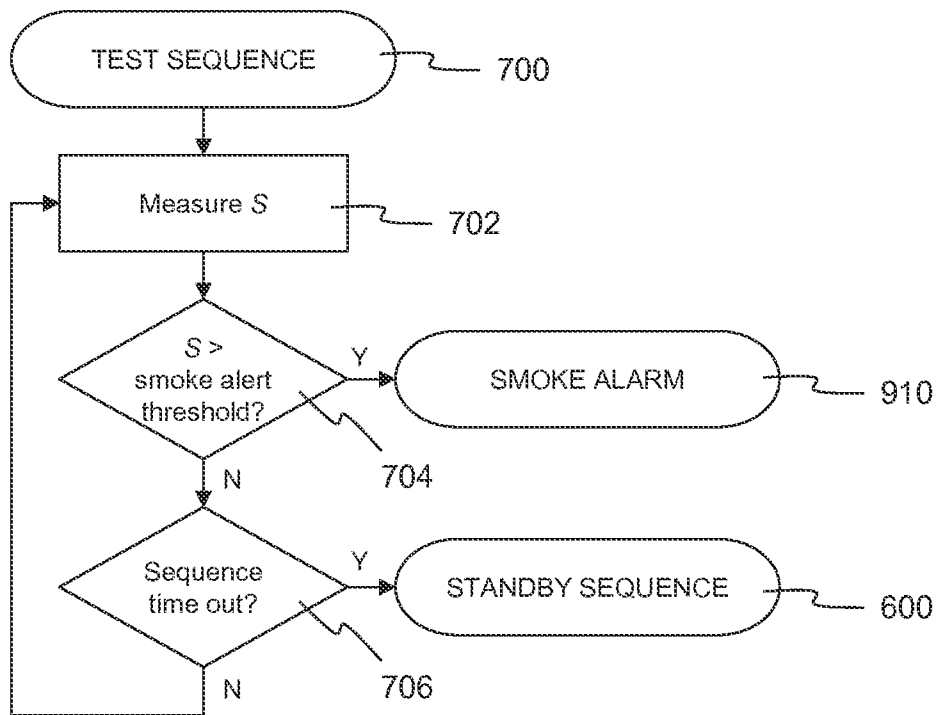 TEST SEQUENCE
700
Measure S
702
S >
smoke alert
threshold?
Y
SMOKE ALARM
910
704
N
Sequence
time out?
Y
STANDBY SEQUENCE
600
706
N